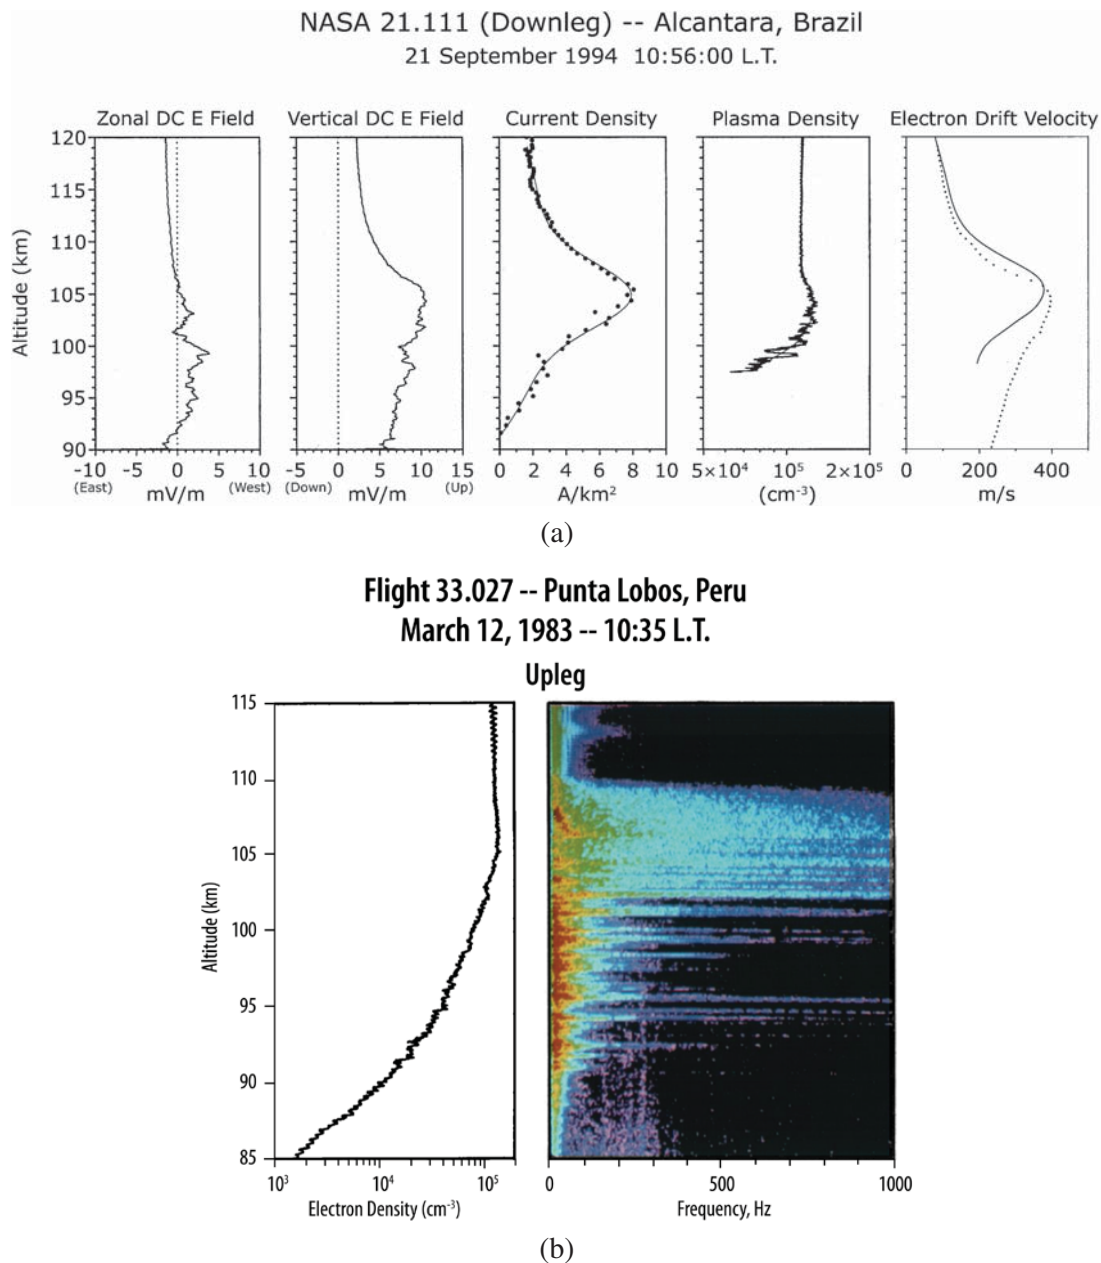 NASA 21.111 (Downleg) -- Alcantara, Brazil
21 September 1994 10:56:00 L.T.
Zonal DC E Field Vertical DC E Field Current Density Plasma Density Electron Drift Velocity
120
115
110
105
100
95
90
Altitude (km)
-10 -5 0 5 10 -5 0 5 10 15 0 2 4 6 8 10 5×10⁴ 10⁵ 2×10⁵ 0 200 400
(East) mV/m (West) (Down) mV/m (Up) A/km² (cm⁻³) m/s
(a)
Flight 33.027 -- Punta Lobos, Peru
March 12, 1983 -- 10:35 L.T.
Upleg
115
110
105
100
95
90
85
Altitude (km)
10³ 10⁴ 10⁵ 0 500 1000
Electron Density (cm⁻³) Frequency, Hz
(b)